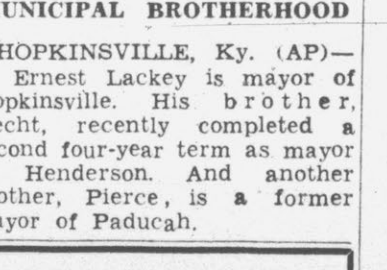 UNICIPAL BROTHERHOOD
HOPKINSVILLE, Ky. (AP)—
Ernest Lackey is mayor of
opkinsville. His brother,
echt, recently completed a
cond four-year term as mayor
Henderson. And another
other, Pierce, is a former
ayor of Paducah.